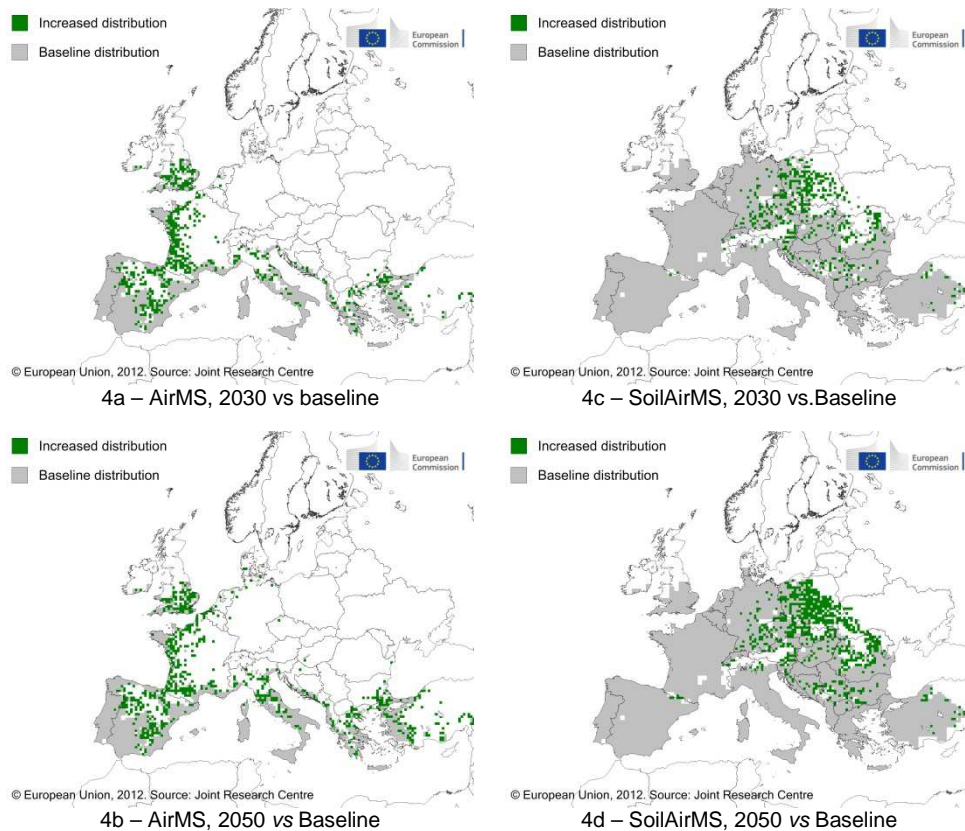 Increased distribution
Baseline distribution
European
Commission
© European Union, 2012. Source: Joint Research Centre
4a – AirMS, 2030 vs baseline
Increased distribution
Baseline distribution
European
Commission
© European Union, 2012. Source: Joint Research Centre
4c – SoilAirMS, 2030 vs.Baseline
Increased distribution
Baseline distribution
European
Commission
© European Union, 2012. Source: Joint Research Centre
4b – AirMS, 2050 vs Baseline
Increased distribution
Baseline distribution
European
Commission
© European Union, 2012. Source: Joint Research Centre
4d – SoilAirMS, 2050 vs Baseline